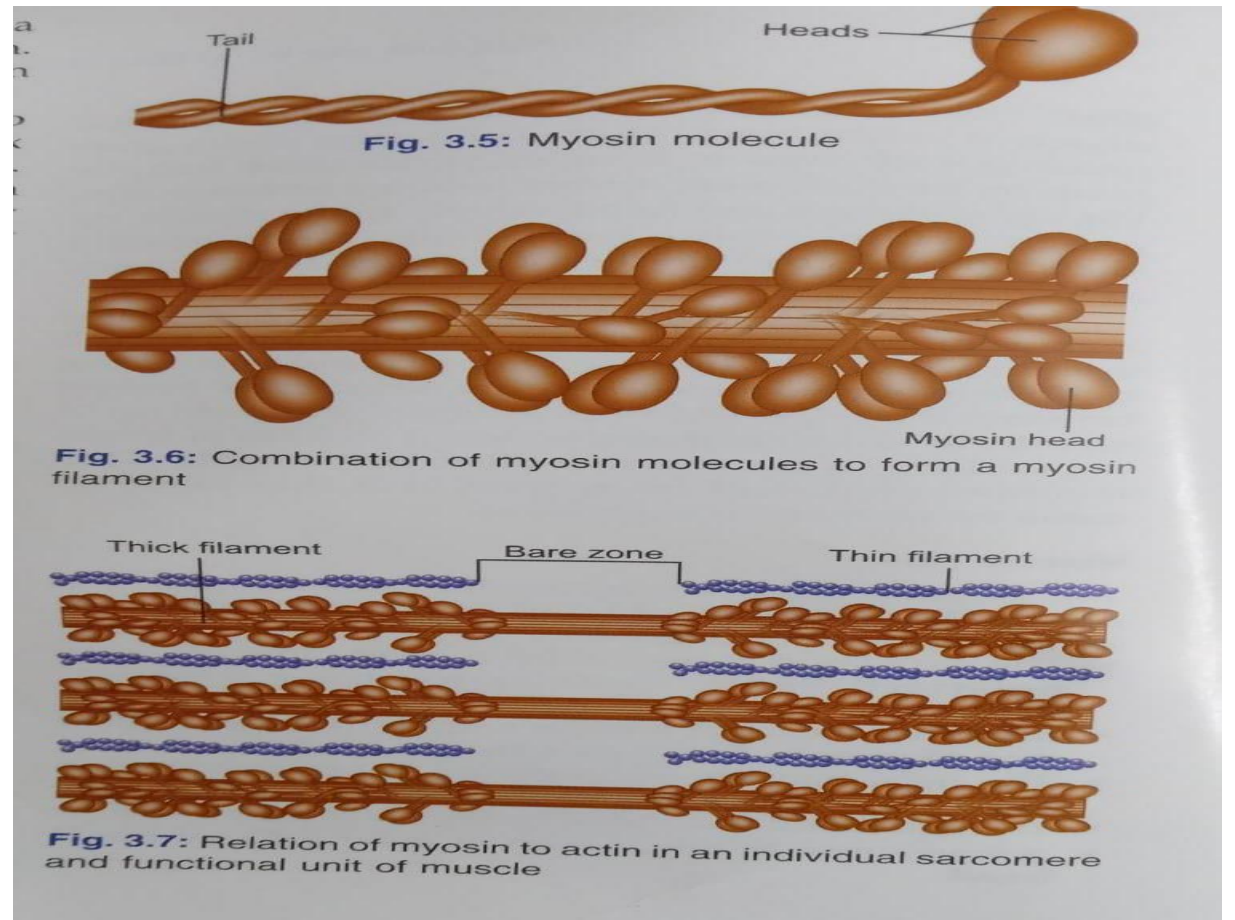 Tail
Heads
Fig. 3.5: Myosin molecule
Myosin head
Fig. 3.6: Combination of myosin molecules to form a myosin
filament
Thick filament
Bare zone
Thin filament
Fig. 3.7: Relation of myosin to actin in an individual sarcomere
and functional unit of muscle